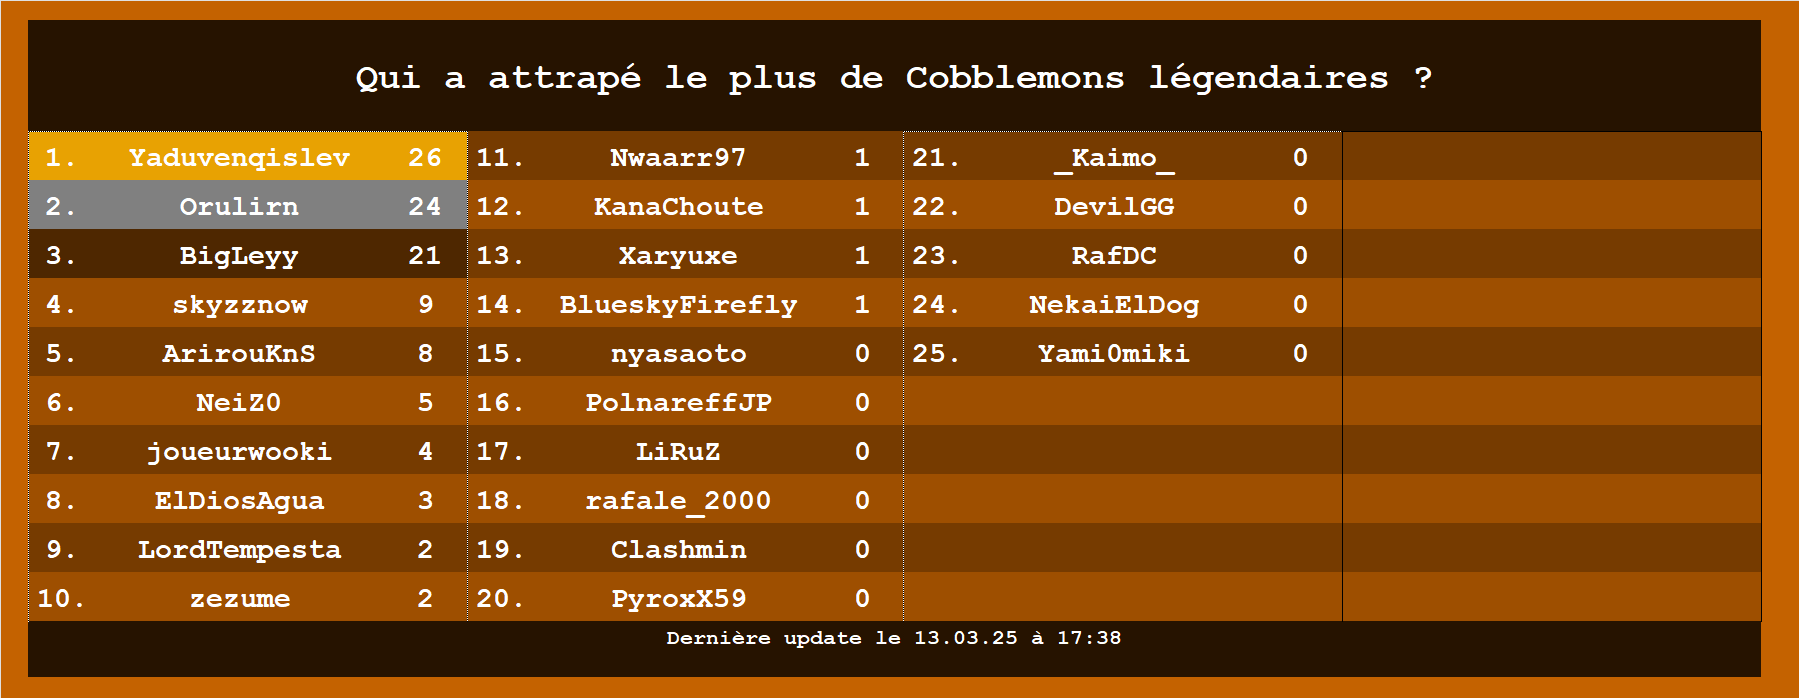 Qui a attrapé le plus de Cobblemons légendaires ?
1. Yaduvenqislev 26
2. Orulirn 24
3. BigLeyy 21
4. skyzznow 9
5. ArirouKnS 8
6. NeiZ0 5
7. joueurwooki 4
8. ElDiosAgua 3
9. LordTempesta 2
10. zezume 2
11. Nwaarr97 1
12. KanaChoute 1
13. Xaryuxe 1
14. BlueskyFirefly 1
15. nyasaoto 0
16. PolnareffJP 0
17. LiRuZ 0
18. rafale_2000 0
19. Clashmin 0
20. PyroxX59 0
21. _Kaimo_ 0
22. DevilGG 0
23. RafDC 0
24. NekaiElDog 0
25. Yami0miki 0
Dernière update le 13.03.25 à 17:38